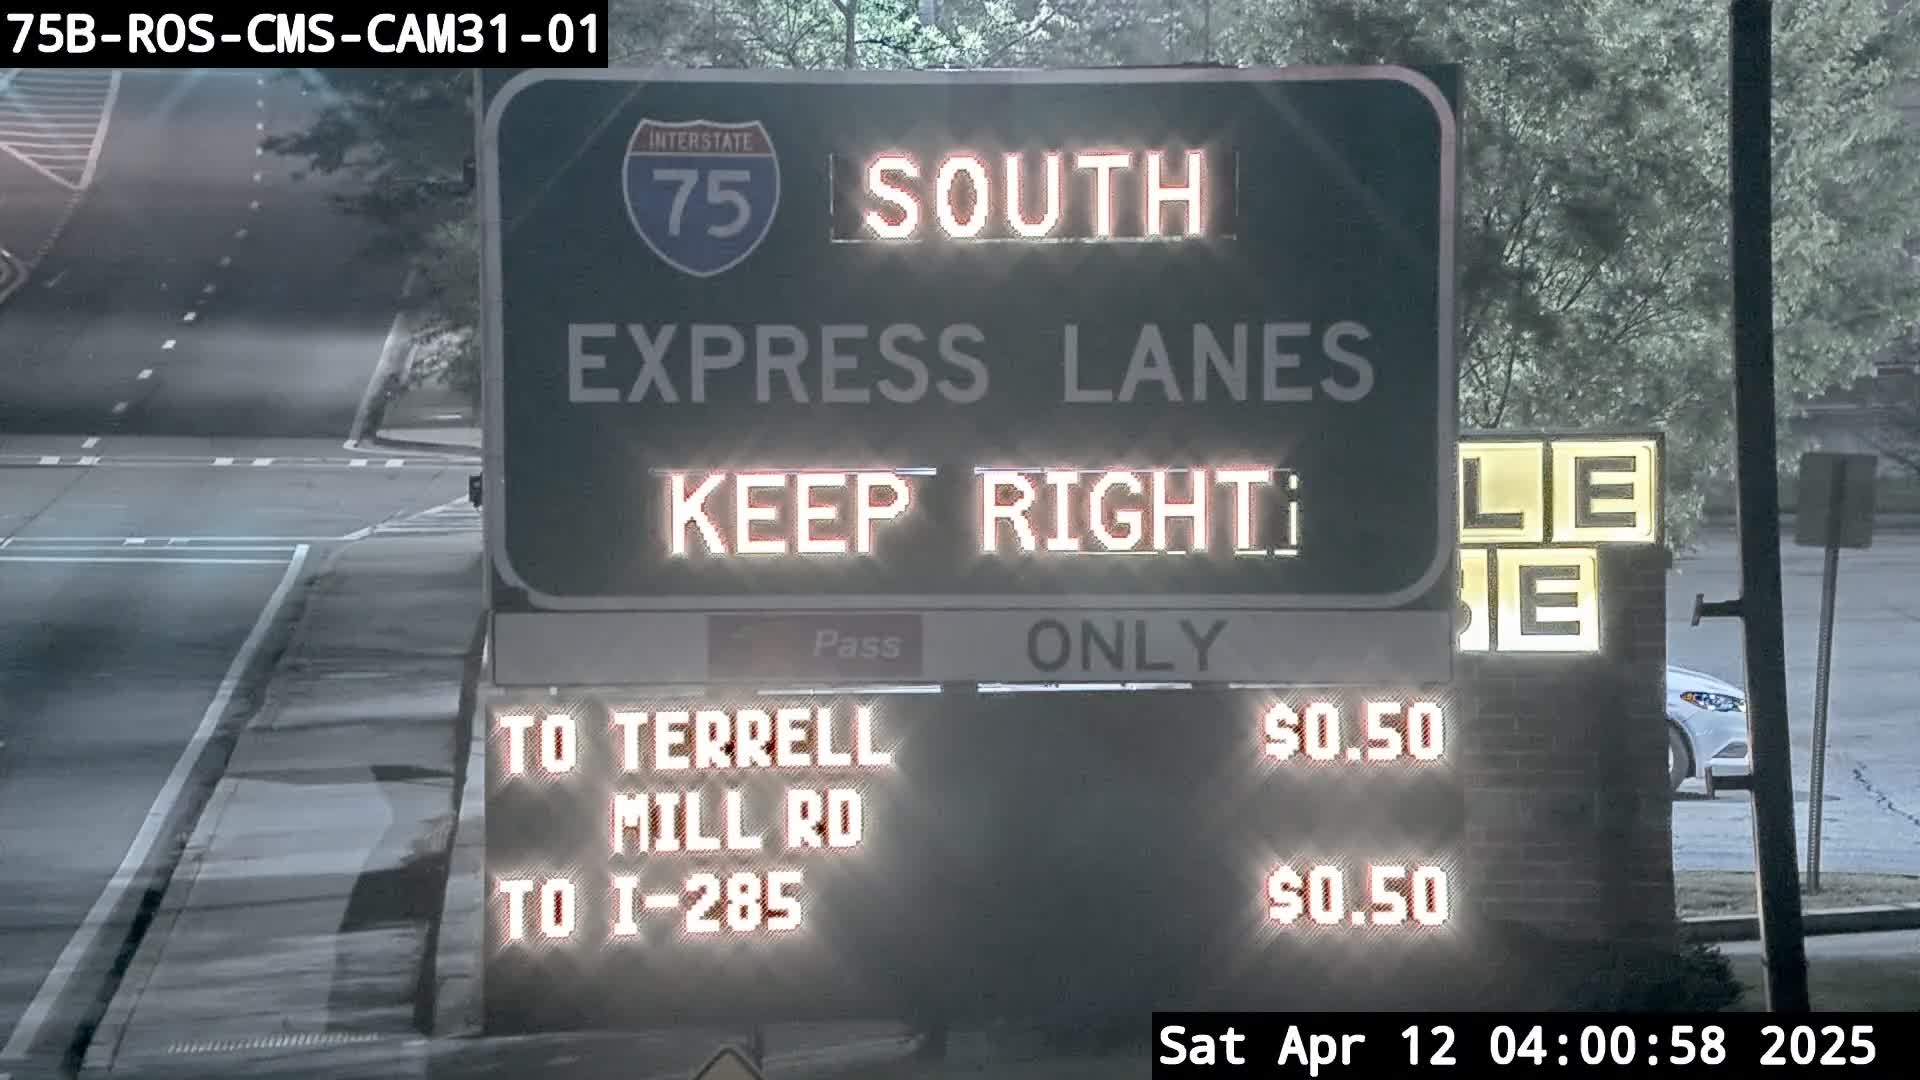 75B-ROS-CMS-CAM31-01
INTERSTATE
75
SOUTH
EXPRESS LANES
KEEP RIGHT
Pass ONLY
TO TERRELL $0.50
MILL RD
TO I-285 $0.50
LE
E
Sat Apr 12 04:00:58 2025